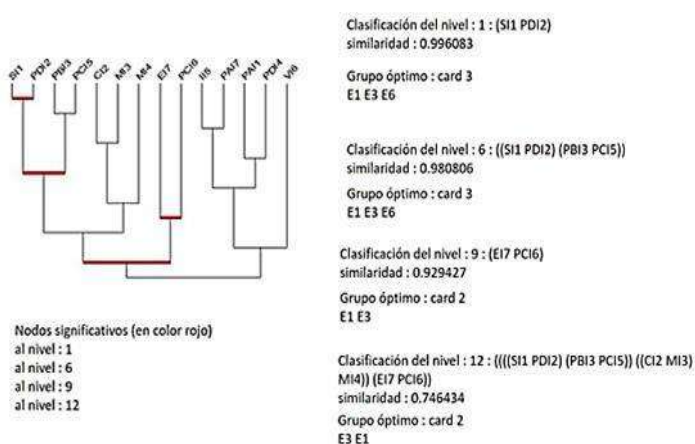 SI1 PDI2 PBI3 PCI5 CI2 MI3 MI4 EI7 PCI6 II5 PAI7 PAI1 PDI4 VI6
Nodos significativos (en color rojo)
al nivel : 1
al nivel : 6
al nivel : 9
al nivel : 12
Clasificación del nivel : 1 : (SI1 PDI2)
similaridad : 0.996083
Grupo óptimo : card 3
E1 E3 E6
Clasificación del nivel : 6 : ((SI1 PDI2) (PBI3 PCI5))
similaridad : 0.980806
Grupo óptimo : card 3
E1 E3 E6
Clasificación del nivel : 9 : (EI7 PCI6)
similaridad : 0.929427
Grupo óptimo : card 2
E1 E3
Clasificación del nivel : 12 : ((((SI1 PDI2) (PBI3 PCI5)) ((CI2 MI3)
MI4)) (EI7 PCI6))
similaridad : 0.746434
Grupo óptimo : card 2
E3 E1